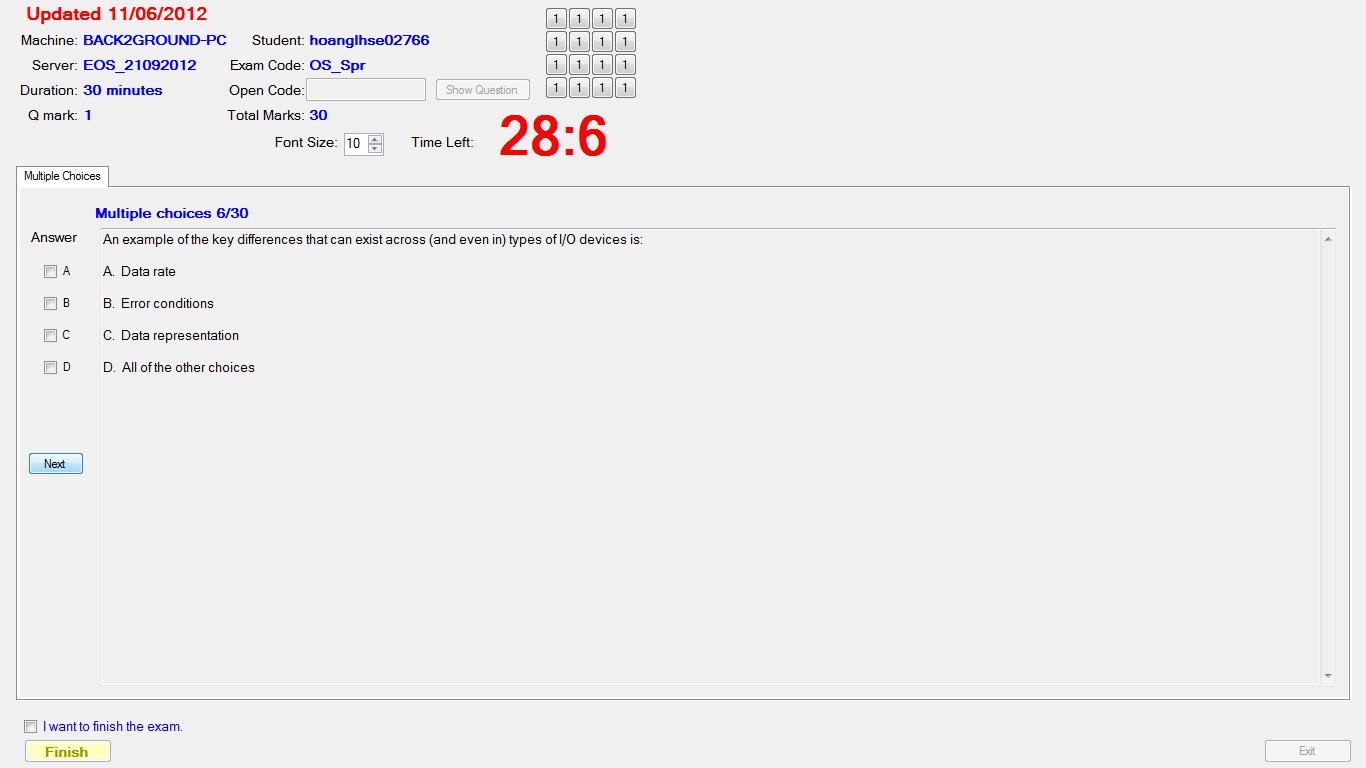 Updated 11/06/2012
Machine: BACK2GROUND-PC Student: hoanglhse02766
Server: EOS_21092012 Exam Code: OS_Spr
Duration: 30 minutes Open Code: Show Question
Q mark: 1 Total Marks: 30
Font Size: 10 Time Left: 28:6
1 1 1 1
1 1 1 1
1 1 1 1
1 1 1 1
Multiple Choices
Multiple choices 6/30
Answer
An example of the key differences that can exist across (and even in) types of I/O devices is:
A A. Data rate
B B. Error conditions
C C. Data representation
D D. All of the other choices
Next
I want to finish the exam.
Finish
Exit